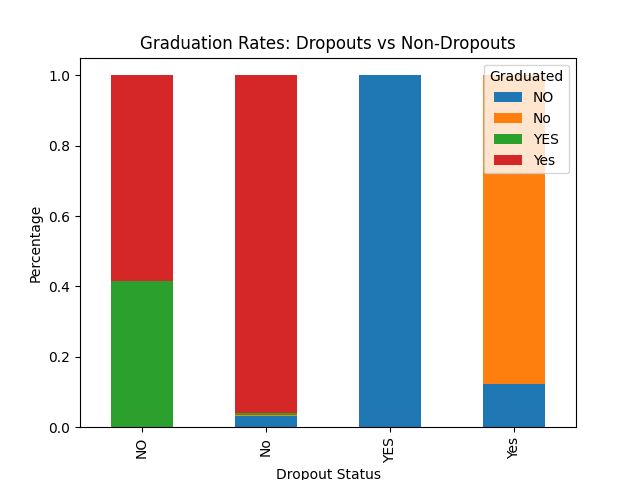 Graduation Rates: Dropouts vs Non-Dropouts
Graduated
NO
No
YES
Yes
1.0
0.8
0.6
0.4
0.2
0.0
Percentage
NO
No
YES
Yes
Dropout Status